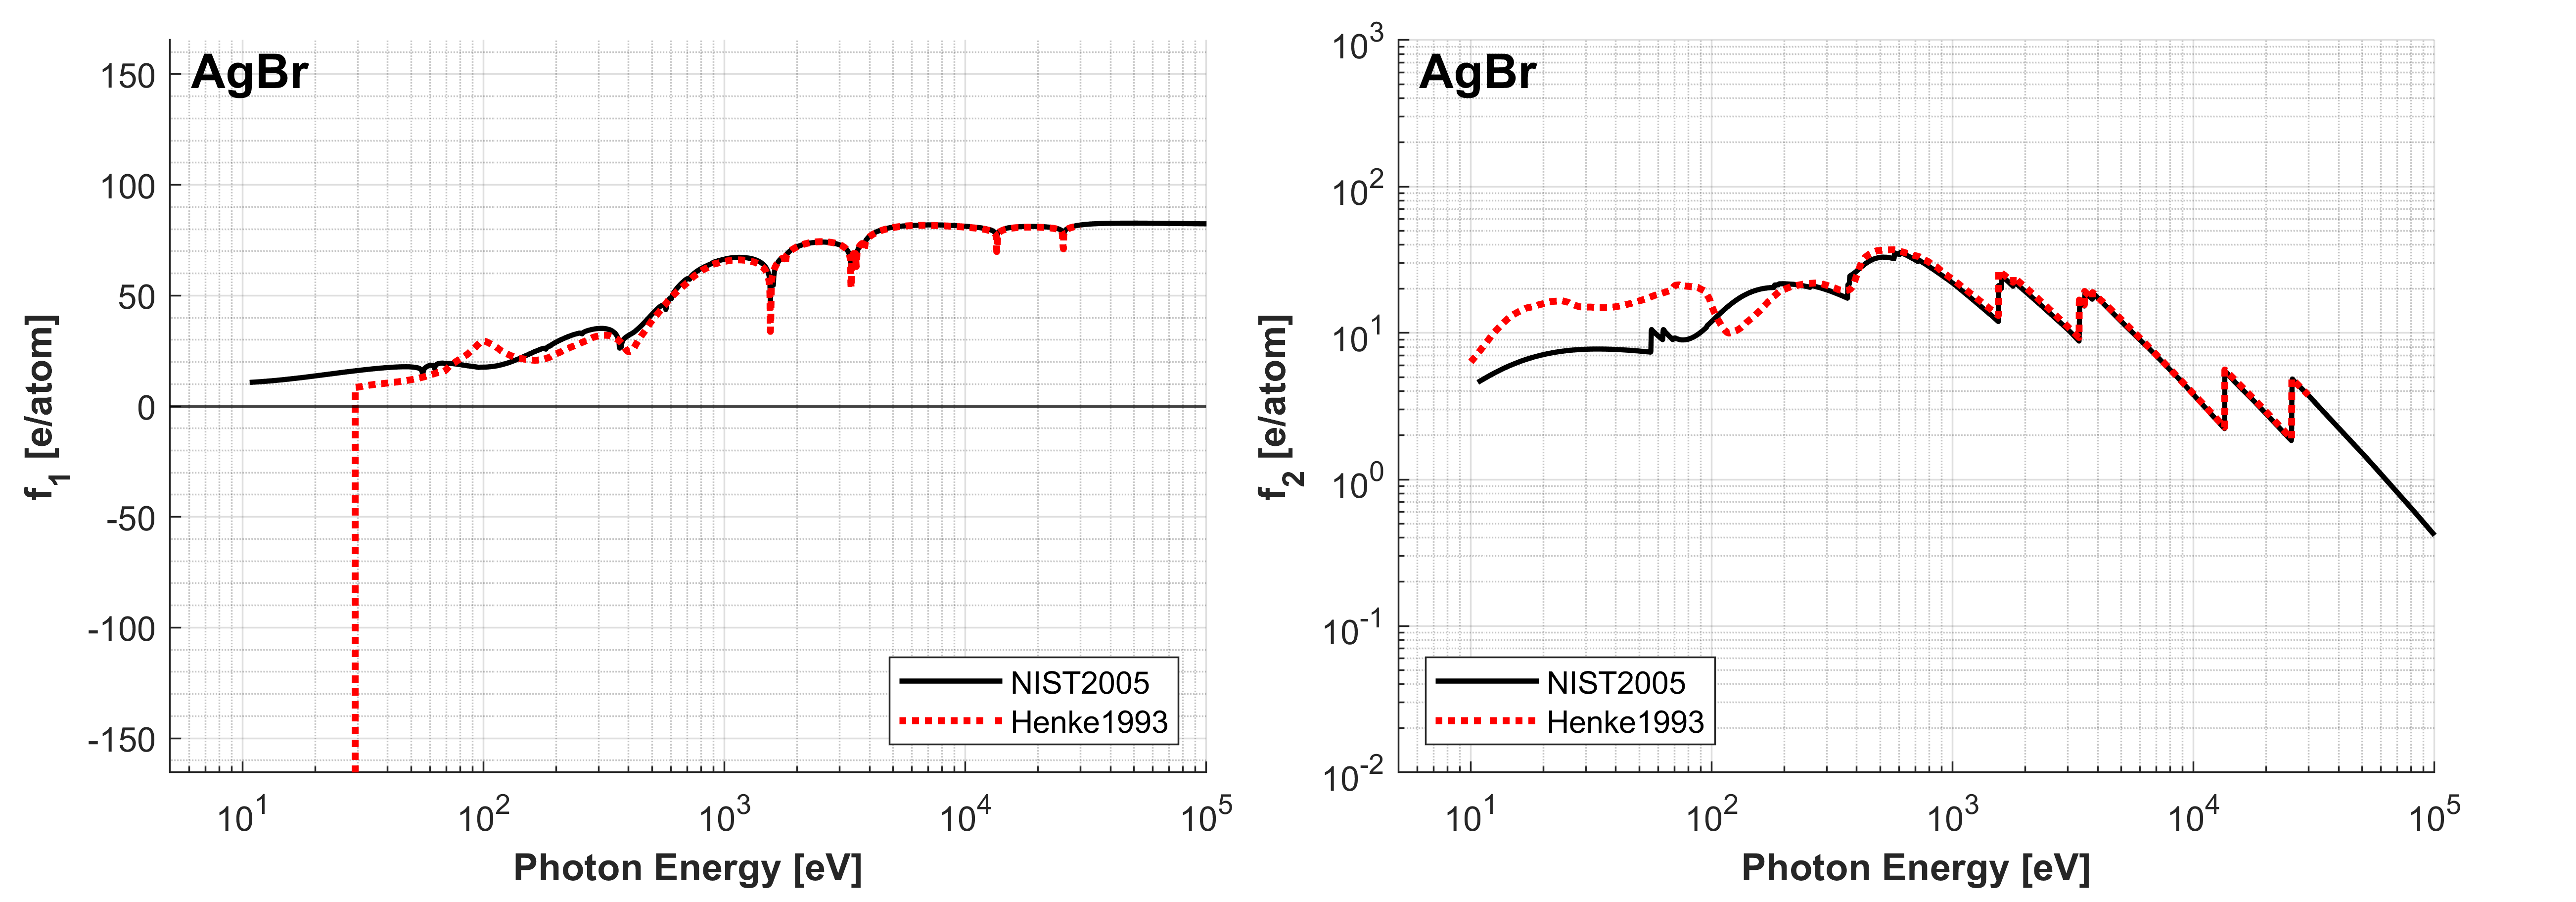 AgBr
150
100
50
0
-50
-100
-150
f1 [e/atom]
10^1 10^2 10^3 10^4 10^5
Photon Energy [eV]
NIST2005
Henke1993
AgBr
10^3
10^2
10^1
10^0
10^-1
10^-2
f2 [e/atom]
10^1 10^2 10^3 10^4 10^5
Photon Energy [eV]
NIST2005
Henke1993